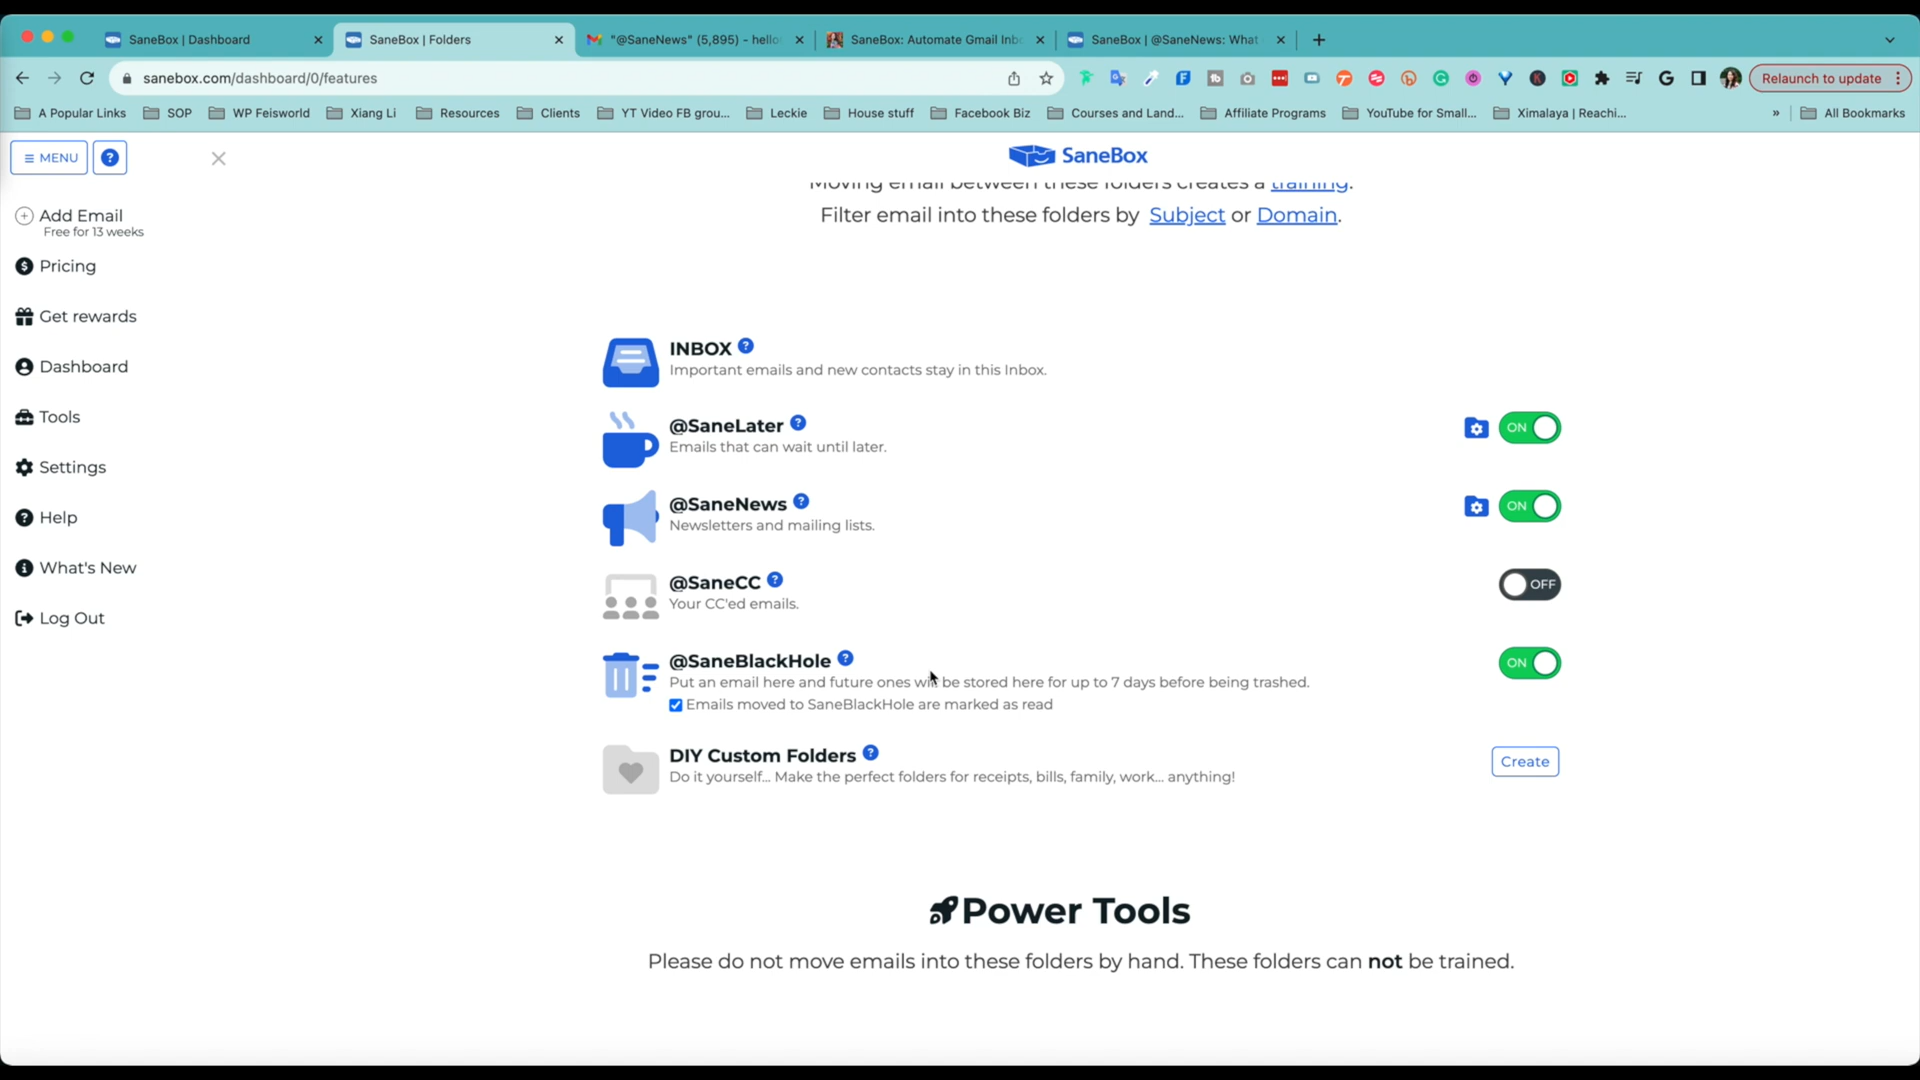 SaneBox | Dashboard
SaneBox | Folders
"@SaneNews" (5,895) - hello
SaneBox: Automate Gmail Inb
SaneBox | @SaneNews: What
sanebox.com/dashboard/0/features
Relaunch to update
A Popular Links
SOP
WP Feisworld
Xiang Li
Resources
Clients
YT Video FB grou...
Leckie
House stuff
Facebook Biz
Courses and Land...
Affiliate Programs
YouTube for Small...
Ximalaya | Reachi...
»
All Bookmarks
MENU
?
SaneBox
Moving email between these folders creates a training.
Filter email into these folders by Subject or Domain.
Add Email
Free for 13 weeks
Pricing
Get rewards
Dashboard
Tools
Settings
Help
What's New
Log Out
INBOX ?
Important emails and new contacts stay in this Inbox.
@SaneLater ?
Emails that can wait until later.
ON
@SaneNews ?
Newsletters and mailing lists.
ON
@SaneCC ?
Your CC'ed emails.
OFF
@SaneBlackHole ?
Put an email here and future ones will be stored here for up to 7 days before being trashed.
Emails moved to SaneBlackHole are marked as read
ON
DIY Custom Folders ?
Do it yourself... Make the perfect folders for receipts, bills, family, work... anything!
Create
Power Tools
Please do not move emails into these folders by hand. These folders can not be trained.